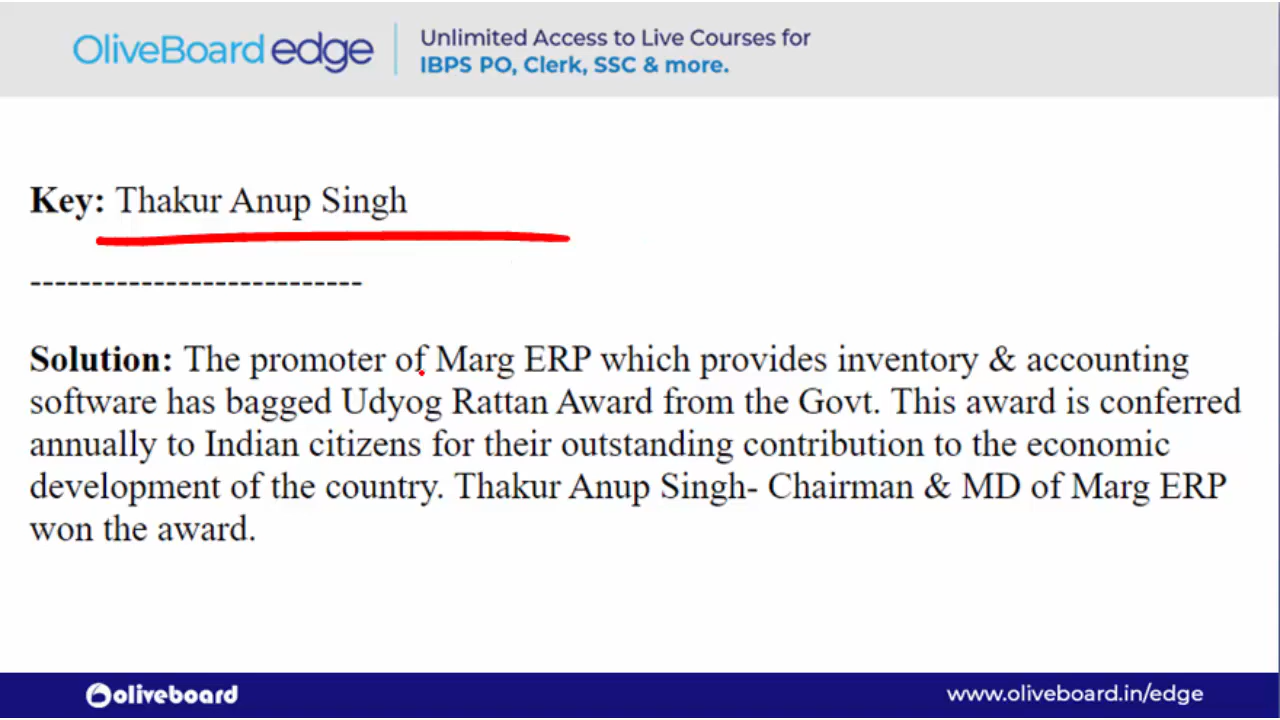 OliveBoard edge
Unlimited Access to Live Courses for
IBPS PO, Clerk, SSC & more.
Key: Thakur Anup Singh
---------------------------
Solution: The promoter of Marg ERP which provides inventory & accounting
software has bagged Udyog Rattan Award from the Govt. This award is conferred
annually to Indian citizens for their outstanding contribution to the economic
development of the country. Thakur Anup Singh- Chairman & MD of Marg ERP
won the award.
oliveboard
www.oliveboard.in/edge